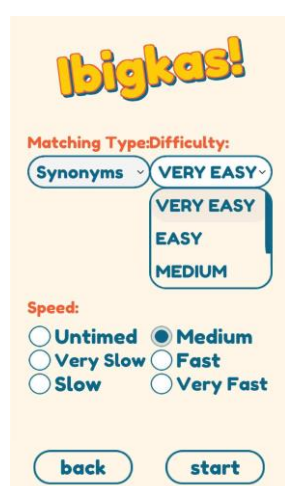 Ibigkas!
Matching Type:Difficulty:
Synonyms VERY EASY
VERY EASY
EASY
MEDIUM
Speed:
Untimed Medium
Very Slow Fast
Slow Very Fast
back start